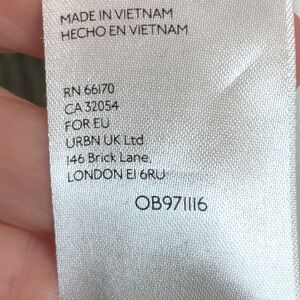 MADE IN VIETNAM
HECHO EN VIETNAM
RN 66170
CA 32054
FOR EU
URBN UK Ltd
146 Brick Lane,
LONDON E1 6RU
OB971116